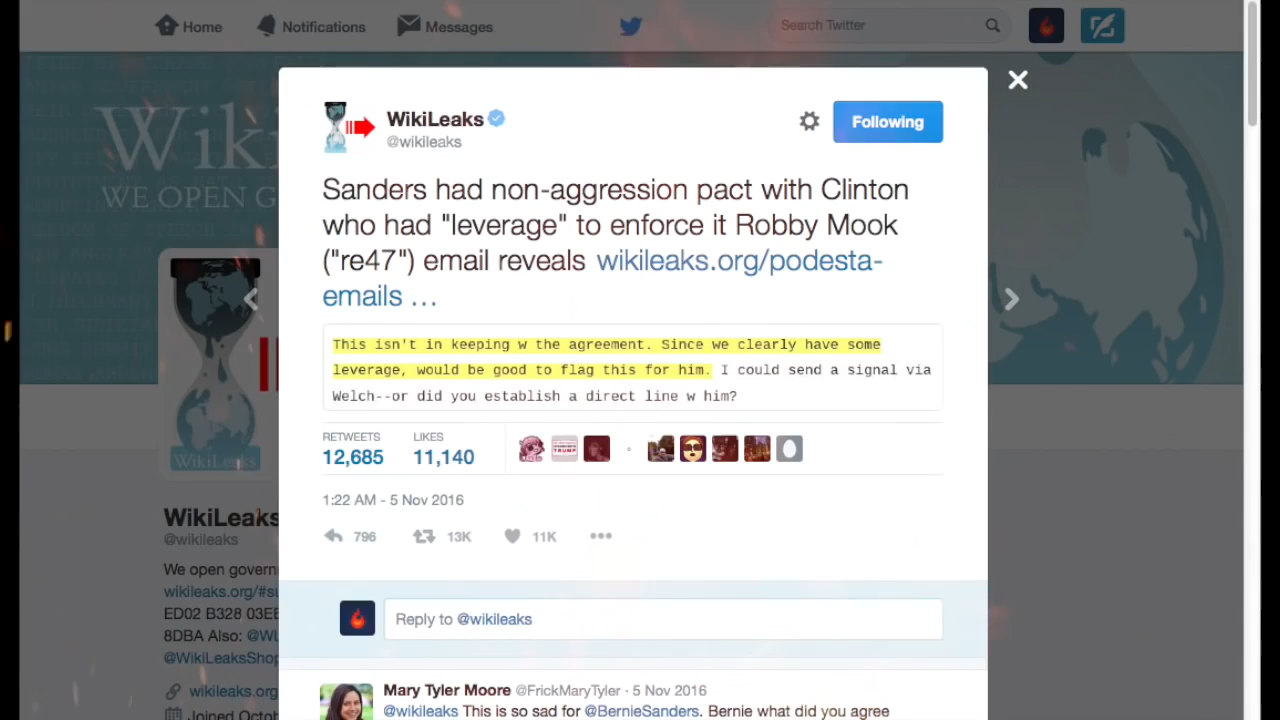 Home Notifications Messages Search Twitter
Wiki
WE OPEN G
WikiLeaks
@wikileaks
Following
Sanders had non-aggression pact with Clinton
who had "leverage" to enforce it Robby Mook
("re47") email reveals wikileaks.org/podesta-
emails …
This isn't in keeping w the agreement. Since we clearly have some
leverage, would be good to flag this for him. I could send a signal via
Welch--or did you establish a direct line w him?
RETWEETS LIKES
12,685 11,140
TRUMP
WikiLeaks
1:22 AM - 5 Nov 2016
796 13K 11K
WikiLeaks
@wikileaks
We open govern
wikileaks.org/#su
ED02 B328 03EE
8DBA Also: @WL
@WikiLeaksShop
wikileaks.org
Joined Octob
Reply to @wikileaks
Mary Tyler Moore @FrickMaryTyler · 5 Nov 2016
@wikileaks This is so sad for @BernieSanders. Bernie what did you agree